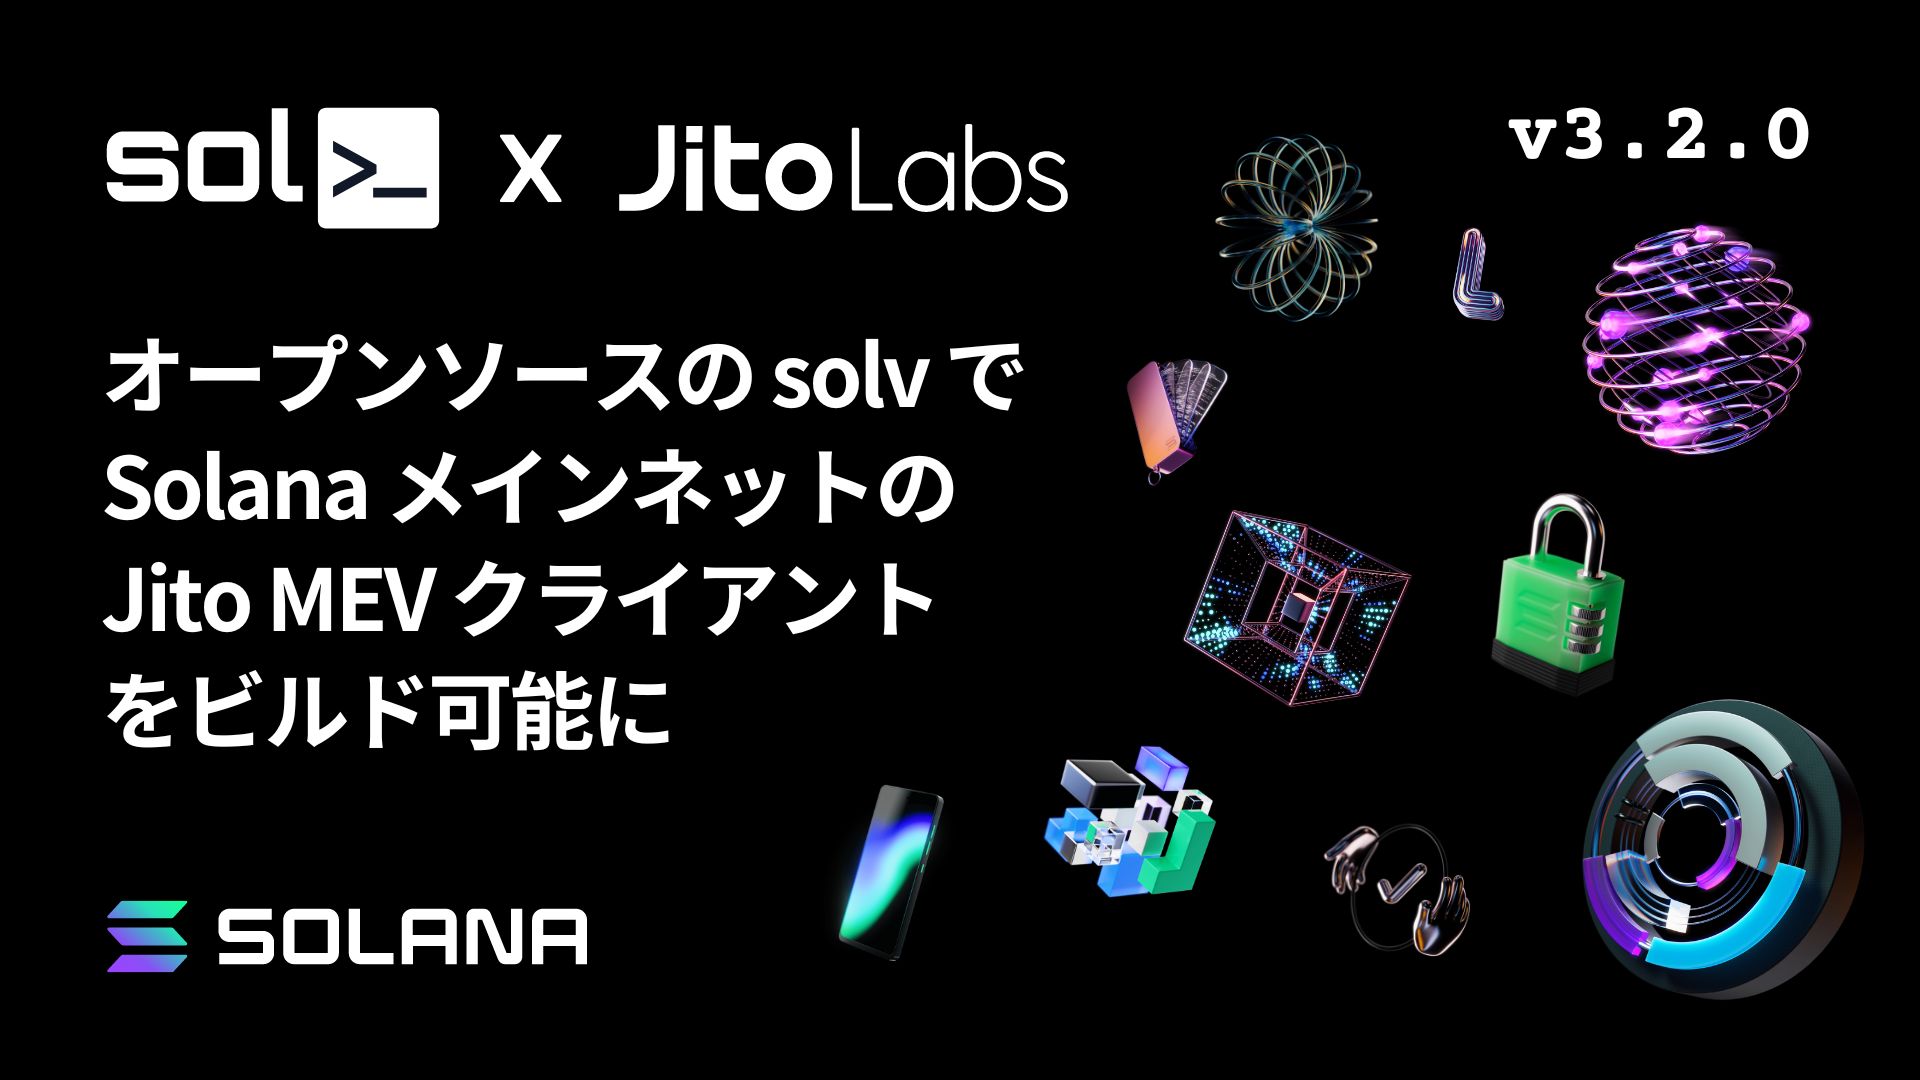 sol>_ x Jito Labs
v3.2.0
オープンソースの solv で
Solana メインネットの
Jito MEV クライアント
をビルド可能に
SOLANA